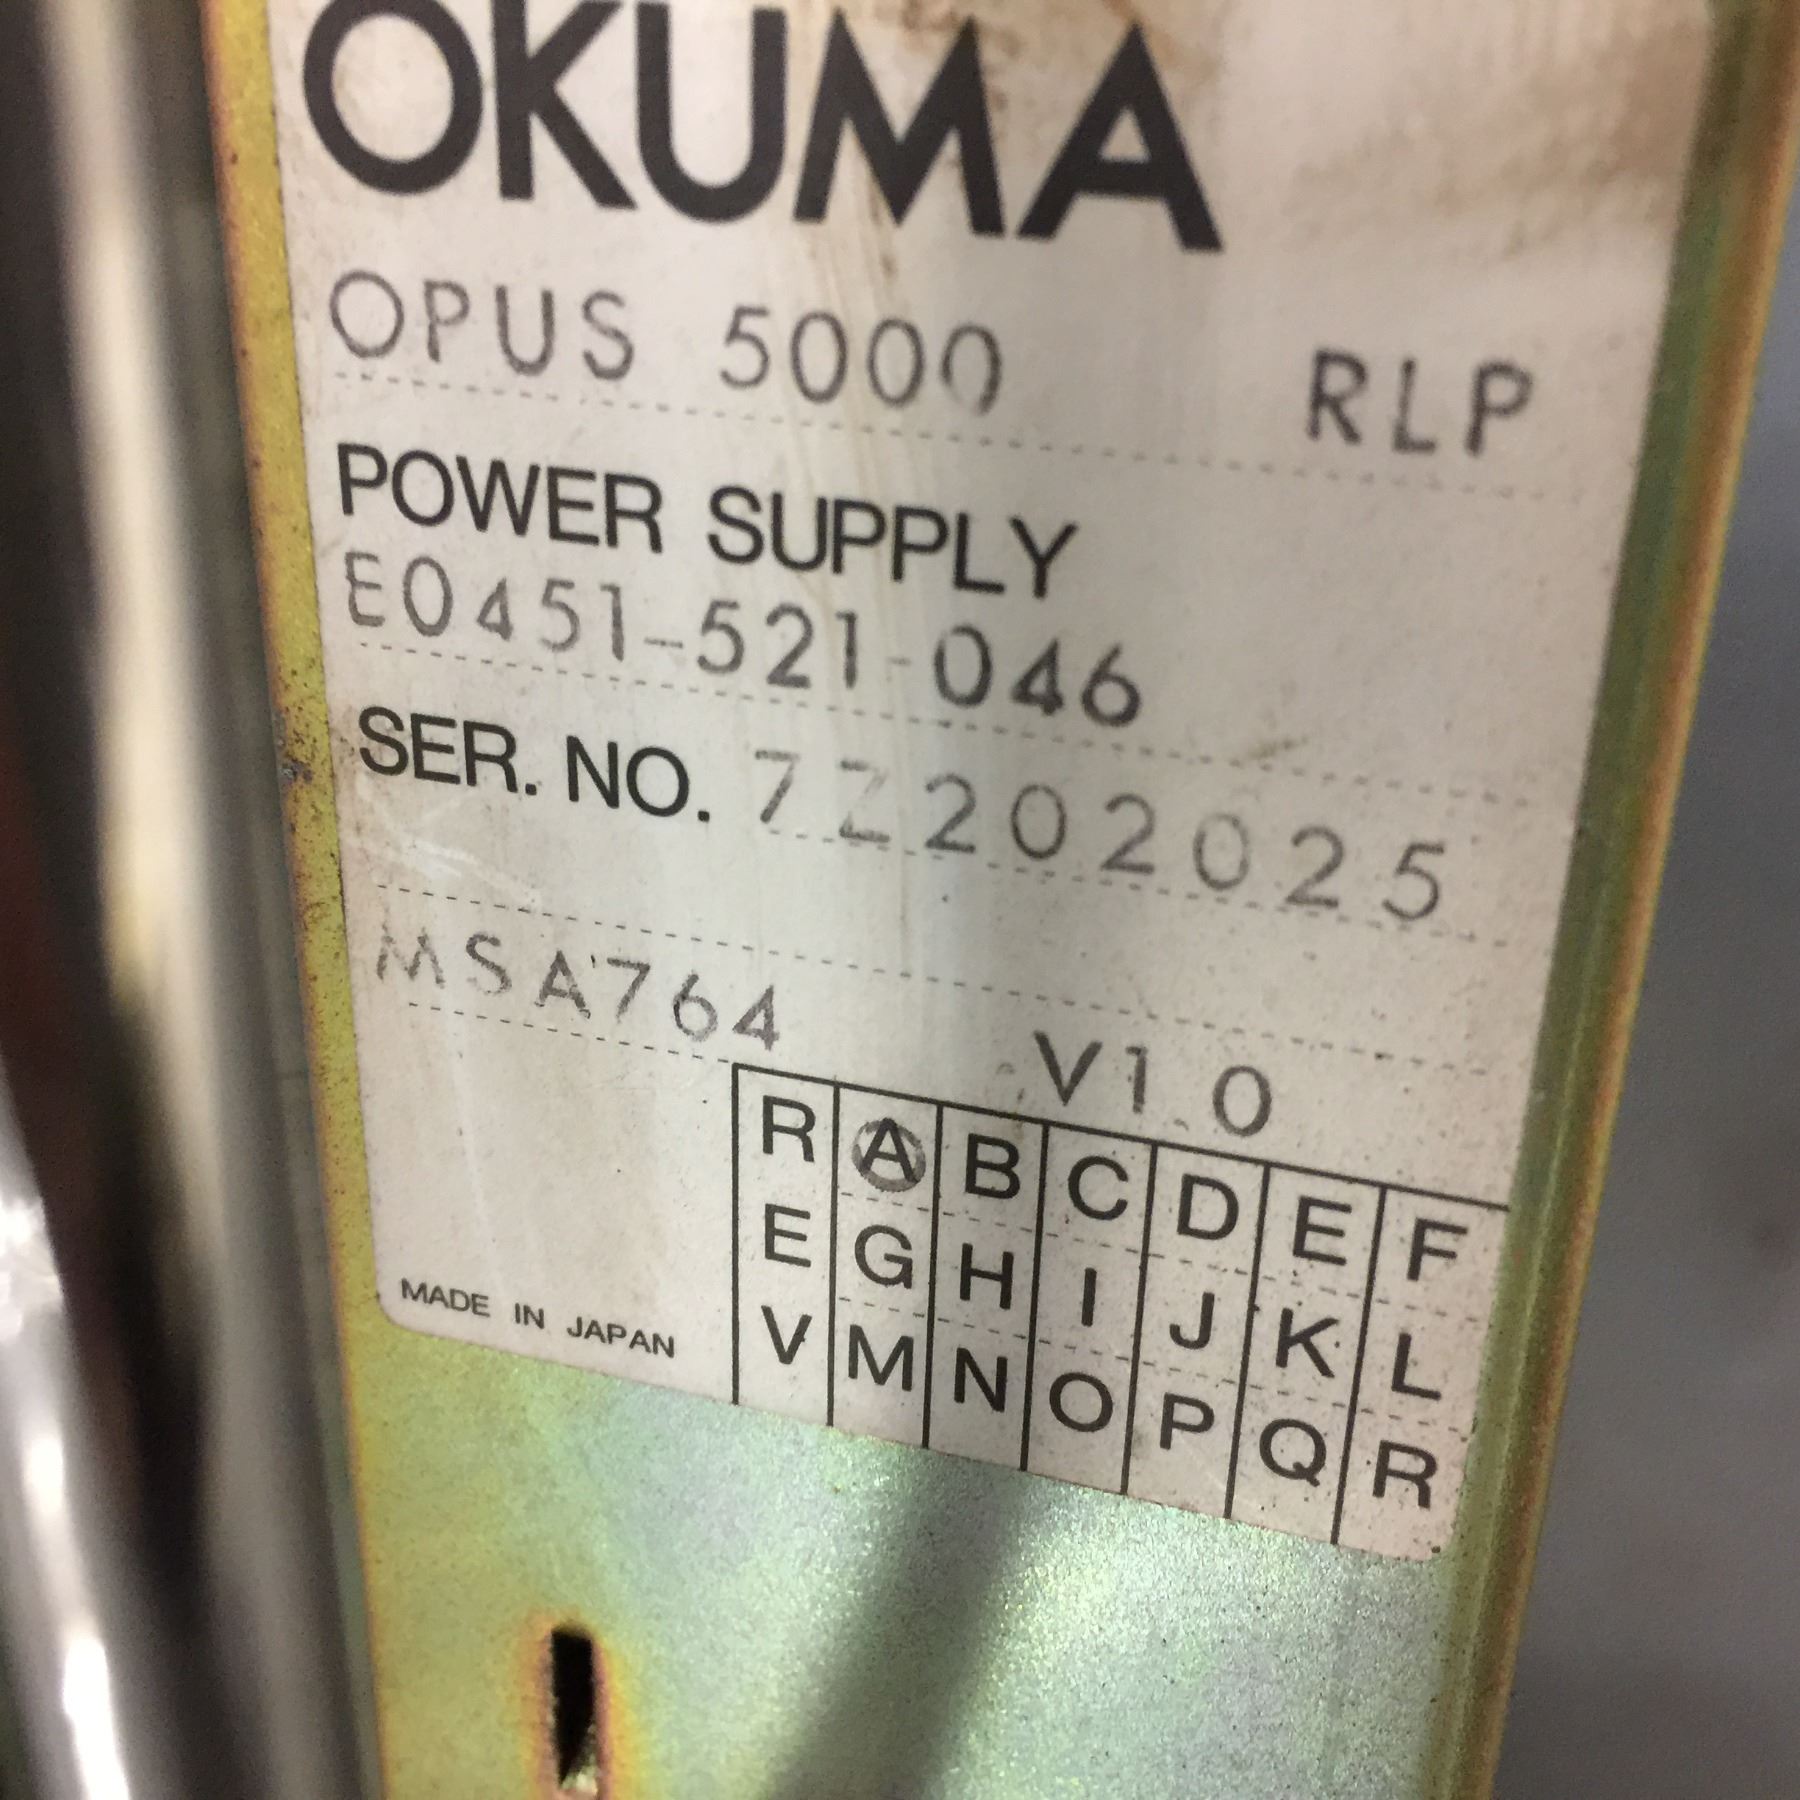 OKUMA
OPUS 5000 RLP
POWER SUPPLY
E0451-521-046
SER. NO. 7Z202025
MSA764 V1.0
R A B C D E F
E G H I J K L
V M N O P Q R
MADE IN JAPAN